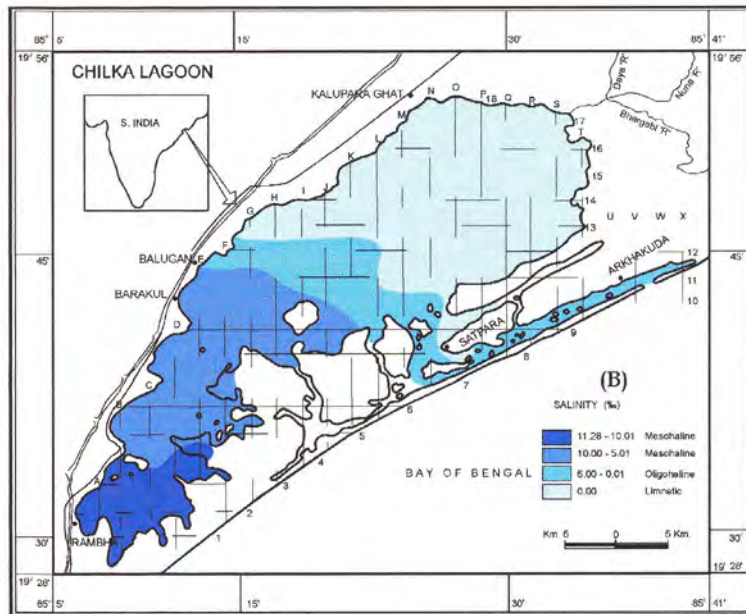 85° 5' 15' 30' 85° 41'
19° 56' 19° 56'
CHILKA LAGOON
KALUPARA GHAT.
S. INDIA
Daya 'R'
Nuna 'R'
Bhargabi 'R'
A B C D F G H I J K L M N O P Q R S T U V W X
18 17 16 15 14 13 12 11 10 9 8 7 6 5 4 3 2 1
45' 45'
BALUGAN
BARAKUL
SATPARA
ARKHAKUDA
RAMBHA
BAY OF BENGAL
(B)
SALINITY (‰)
11.28 - 10.01 Meschaline
10.00 - 5.01 Meschaline
5.00 - 0.01 Oligohaline
0.00 Limnetic
Km 5 0 5 Km.
30' 30'
19° 28' 19° 28'
85° 5' 15' 30' 85° 41'